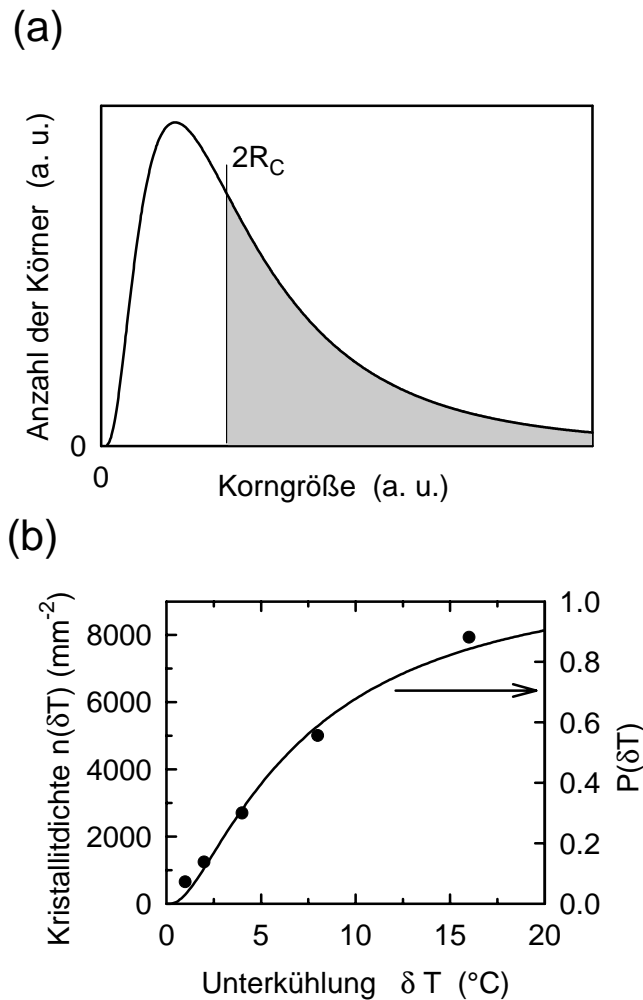 (a)
Anzahl der Körner (a. u.)
2R_C
0
0
Korngröße (a. u.)
(b)
Kristallitdichte n(δT) (mm⁻²)
8000
6000
4000
2000
0
1.0
0.8
0.6
0.4
0.2
0.0
P(δT)
0 5 10 15 20
Unterkühlung δ T (°C)